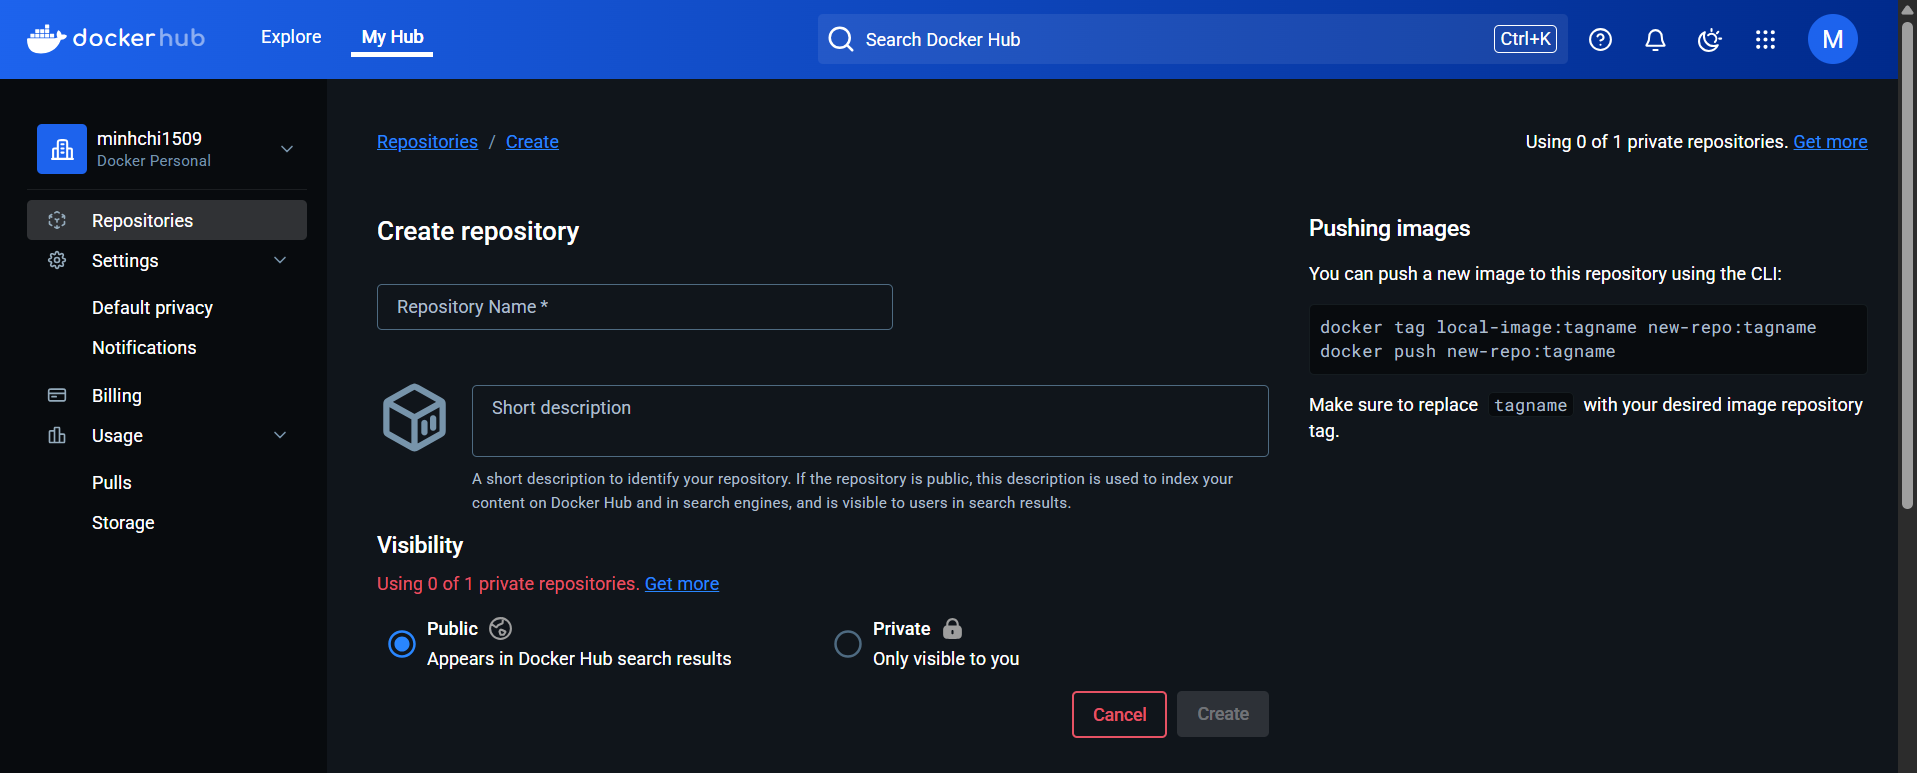 docker hub
Explore
My Hub
Search Docker Hub
Ctrl+K
M
minhchi1509
Docker Personal
Repositories
Settings
Default privacy
Notifications
Billing
Usage
Pulls
Storage
Repositories / Create
Using 0 of 1 private repositories. Get more
Create repository
Repository Name *
Short description
A short description to identify your repository. If the repository is public, this description is used to index your
content on Docker Hub and in search engines, and is visible to users in search results.
Visibility
Using 0 of 1 private repositories. Get more
Public
Appears in Docker Hub search results
Private
Only visible to you
Cancel
Create
Pushing images
You can push a new image to this repository using the CLI:
docker tag local-image:tagname new-repo:tagname
docker push new-repo:tagname
Make sure to replace tagname with your desired image repository
tag.